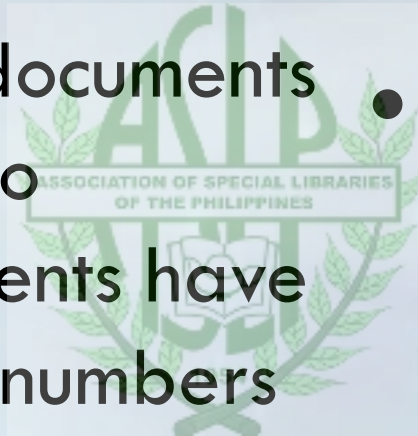 documents •
ASSOCIATION OF SPECIAL LIBRARIES
OF THE PHILIPPINES
ents have
numbers